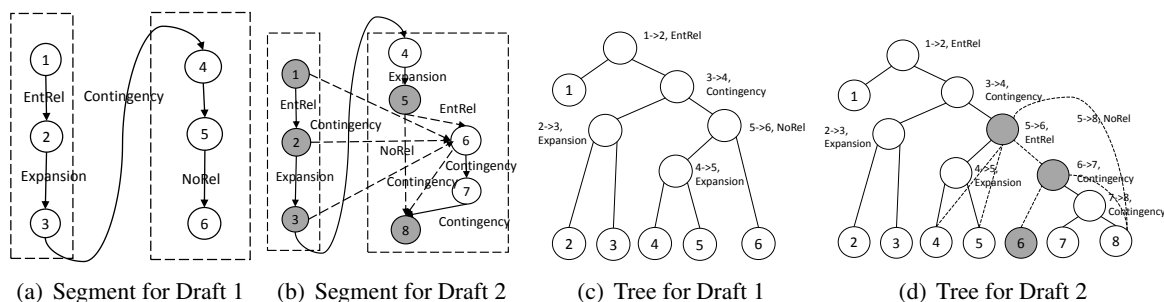 1
EntRel
2
Expansion
3
Contingency
4
5
NoRel
6
(a) Segment for Draft 1
1
EntRel
2
Expansion
3
Contingency
4
Expansion
5
EntRel
6
NoRel
Contingency
Contingency
7
Contingency
8
(b) Segment for Draft 2
1->2, EntRel
1
3->4,
Contingency
2->3,
Expansion
5->6, NoRel
4->5,
Expansion
2
3
4
5
6
(c) Tree for Draft 1
1->2, EntRel
1
3->4,
Contingency
2->3,
Expansion
5->8, NoRel
5->6,
EntRel
4->5,
Expansion
6->7,
Contingency
7->8,
Contingency
2
3
4
5
6
7
8
(d) Tree for Draft 2